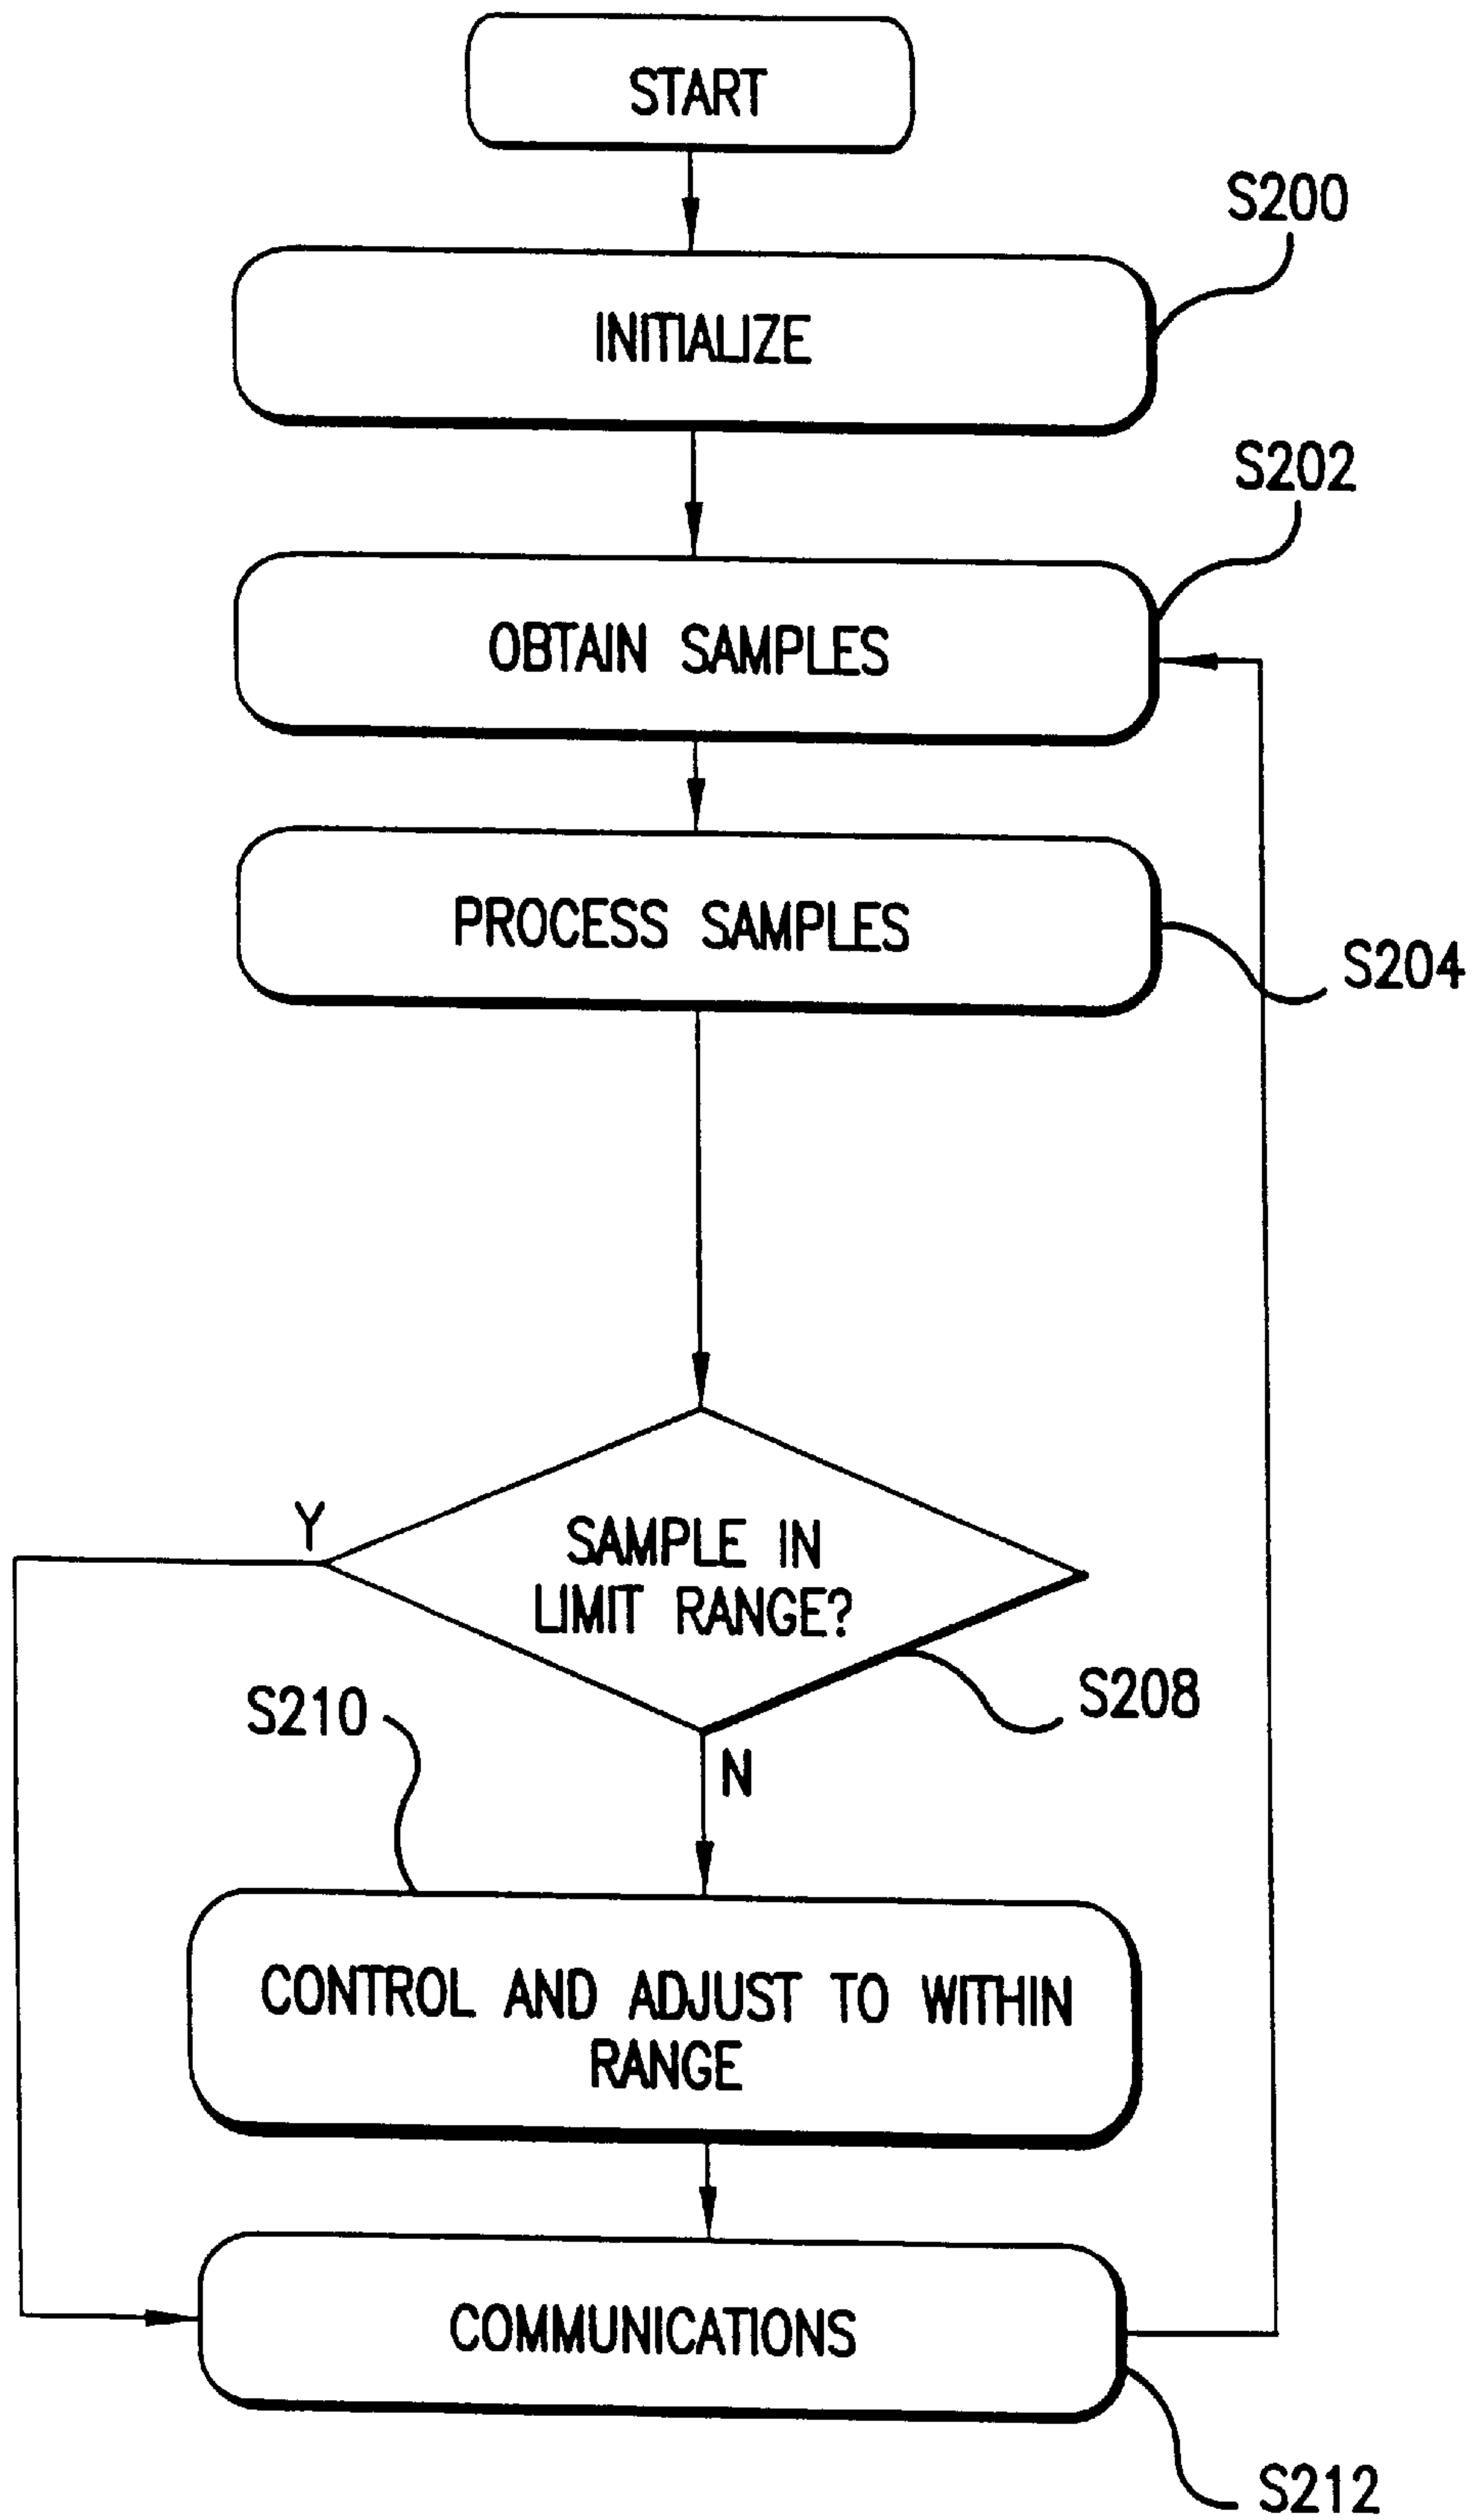 START
S200
INITIALIZE
S202
OBTAIN SAMPLES
PROCESS SAMPLES
S204
Y
SAMPLE IN
LIMIT RANGE?
S208
S210
N
CONTROL AND ADJUST TO WITHIN
RANGE
COMMUNICATIONS
S212